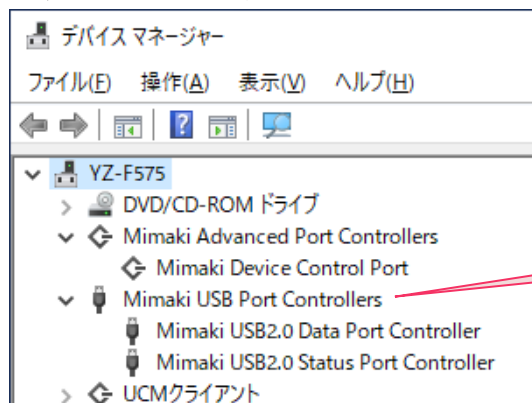 デバイス マネージャー
ファイル(F) 操作(A) 表示(V) ヘルプ(H)
YZ-F575
DVD/CD-ROM ドライブ
Mimaki Advanced Port Controllers
Mimaki Device Control Port
Mimaki USB Port Controllers
Mimaki USB2.0 Data Port Controller
Mimaki USB2.0 Status Port Controller
UCMクライアント